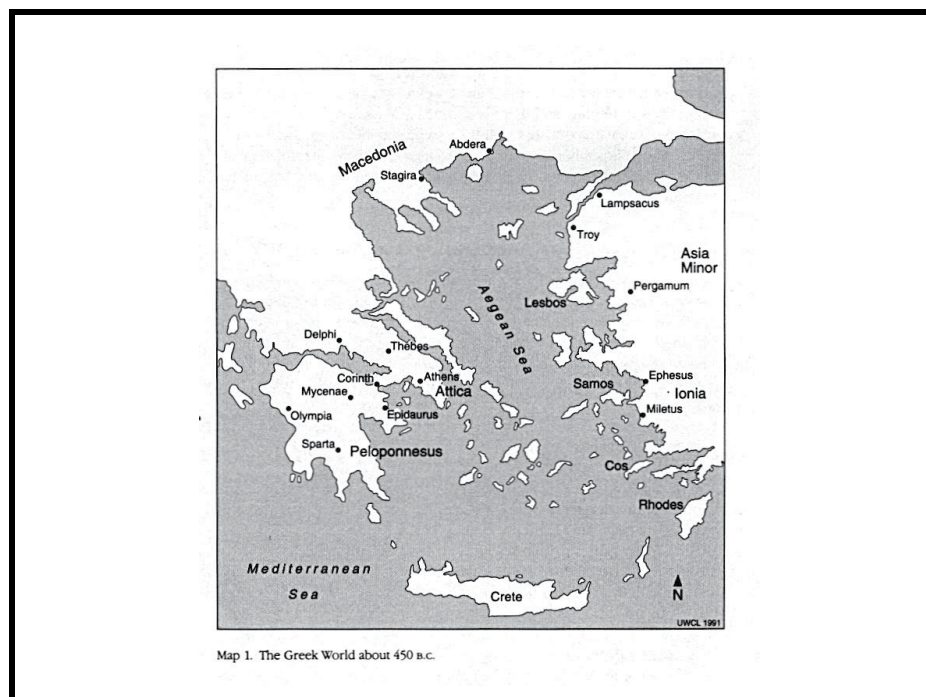 Abdera
Macedonia
Stagira
Lampsacus
Troy
Asia
Minor
Pergamum
Lesbos
Aegean Sea
Delphi
Thebes
Corinth
Athens
Attica
Mycenae
Epidaurus
Olympia
Sparta
Peloponnesus
Samos
Ephesus
Ionia
Miletus
Cos
Rhodes
Mediterranean
Sea
Crete
N
UWCL 1991
Map 1. The Greek World about 450 B.C.